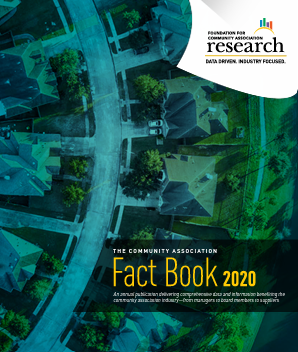 FOUNDATION FOR
COMMUNITY ASSOCIATION
research
DATA DRIVEN. INDUSTRY FOCUSED.
THE COMMUNITY ASSOCIATION
Fact Book 2020
An annual publication delivering comprehensive data and information benefiting the
community association industry—from managers to board members to suppliers